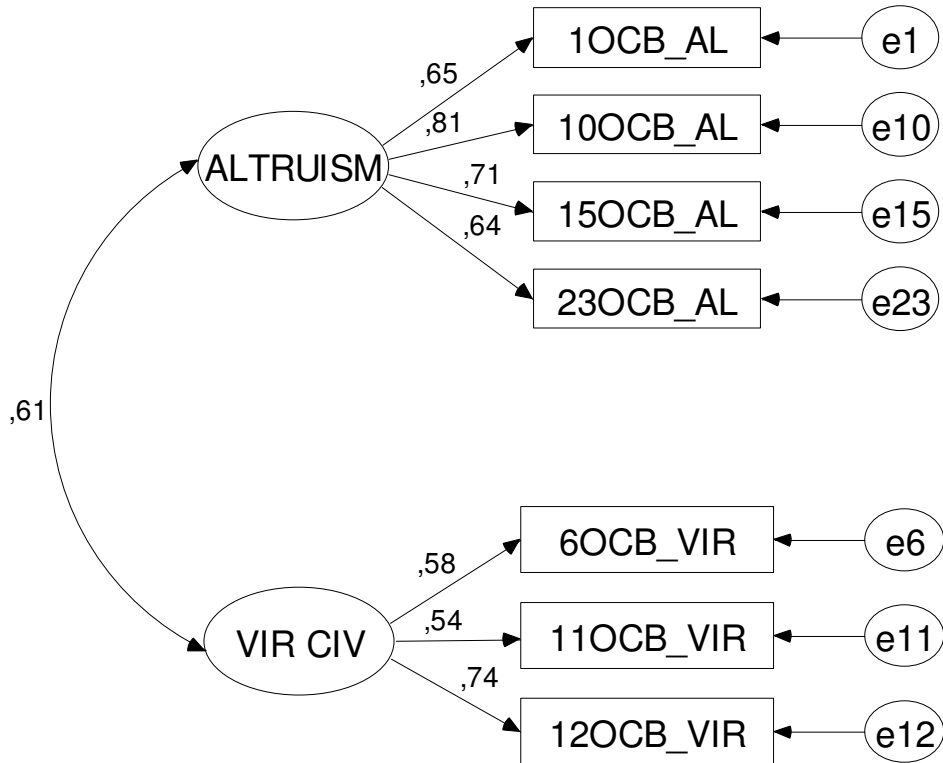 1OCB_AL
e1
,65
,81
10OCB_AL
e10
ALTRUISM
,71
15OCB_AL
e15
,64
23OCB_AL
e23
,61
6OCB_VIR
e6
,58
,54
VIR CIV
11OCB_VIR
e11
,74
12OCB_VIR
e12